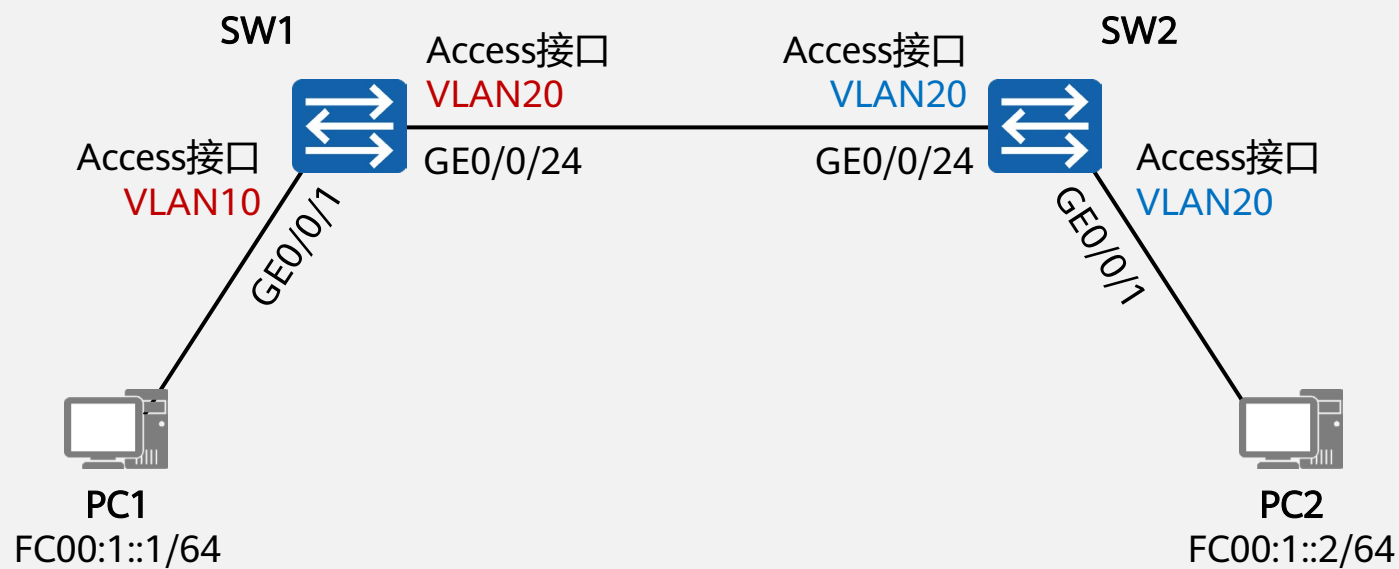 SW1
Access接口
VLAN20
GE0/0/24
Access接口
VLAN10
GE0/0/1
PC1
FC00:1::1/64
SW2
Access接口
VLAN20
GE0/0/24
Access接口
VLAN20
GE0/0/1
PC2
FC00:1::2/64